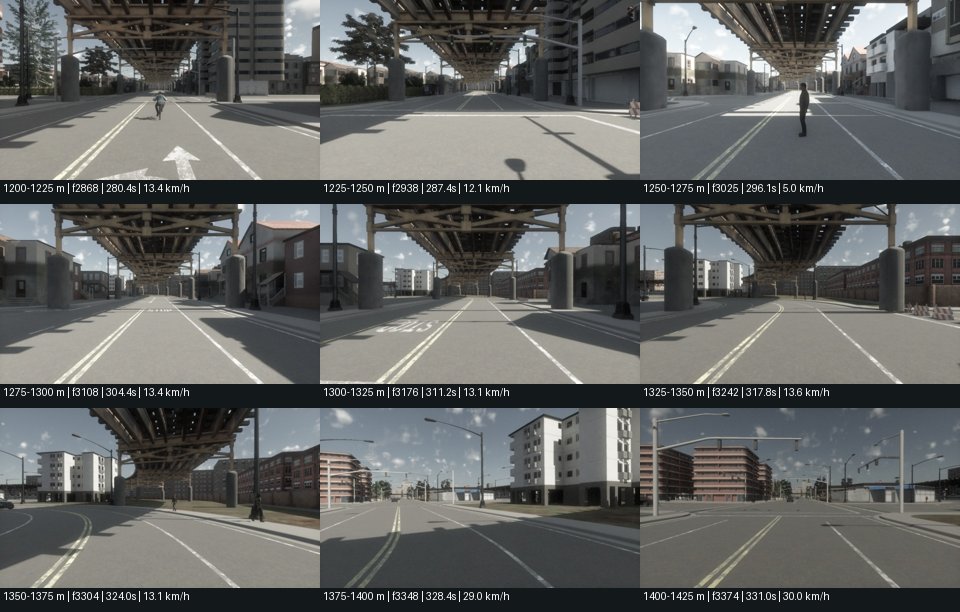 1200-1225 m | f2868 | 280.4s | 13.4 km/h
1225-1250 m | f2938 | 287.4s | 12.1 km/h
1250-1275 m | f3025 | 296.1s | 5.0 km/h
1275-1300 m | f3108 | 304.4s | 13.4 km/h
1300-1325 m | f3176 | 311.2s | 13.1 km/h
1325-1350 m | f3242 | 317.8s | 13.6 km/h
1350-1375 m | f3304 | 324.0s | 13.1 km/h
1375-1400 m | f3348 | 328.4s | 29.0 km/h
1400-1425 m | f3374 | 331.0s | 30.0 km/h